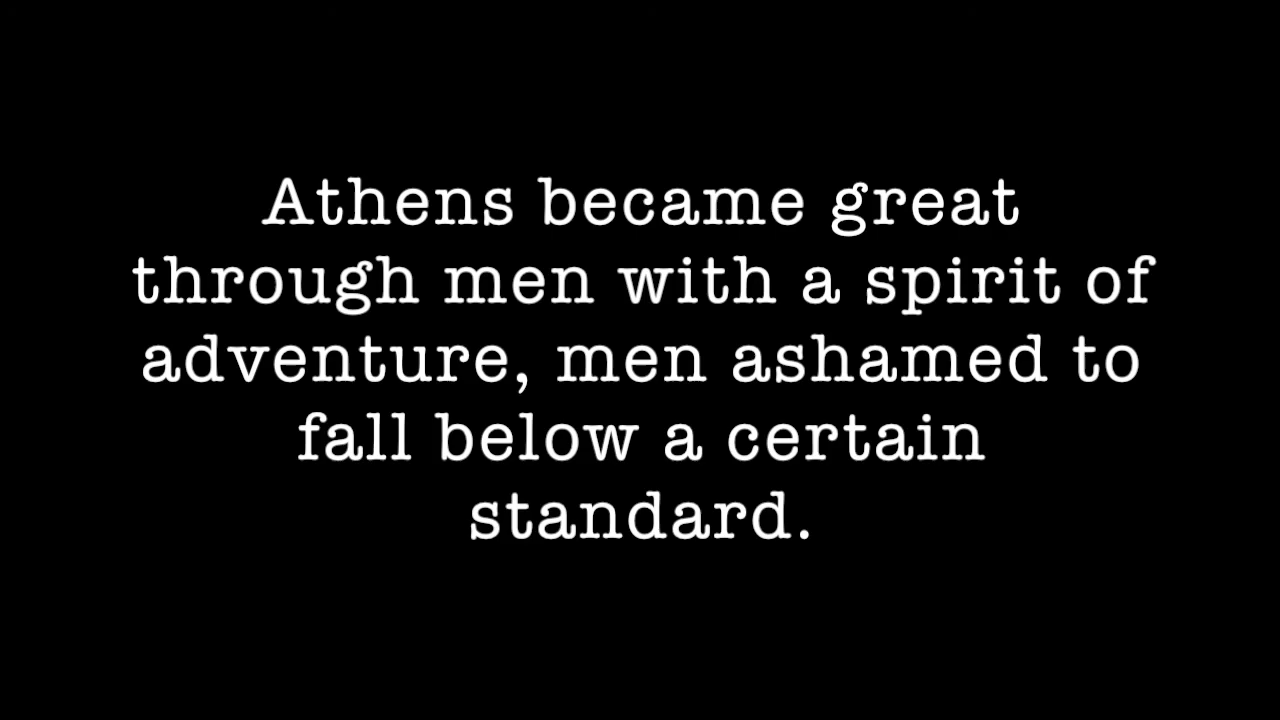 Athens became great
through men with a spirit of
adventure, men ashamed to
fall below a certain
standard.